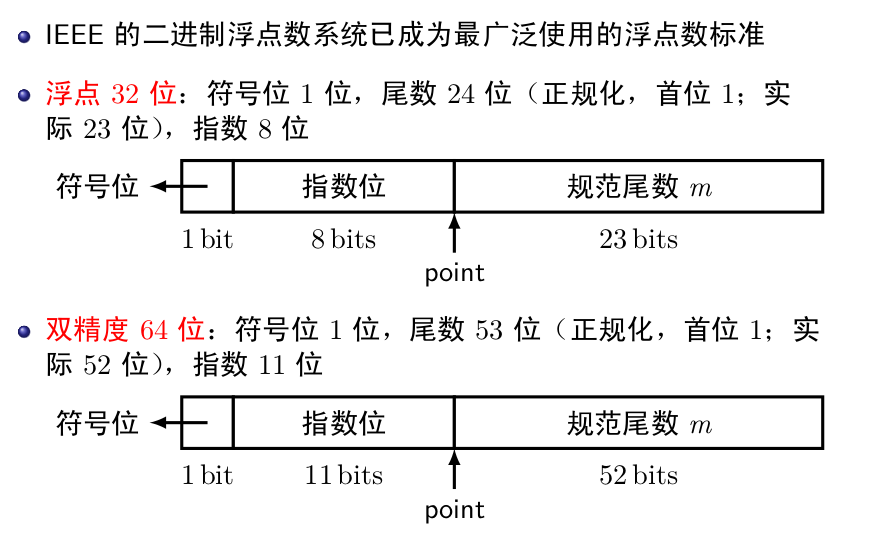 IEEE 的二进制浮点数系统已成为最广泛使用的浮点数标准
浮点 32 位：符号位 1 位，尾数 24 位（正规化，首位 1；实
际 23 位），指数 8 位
符号位 指数位 规范尾数 m
1 bit 8 bits 23 bits
point
双精度 64 位：符号位 1 位，尾数 53 位（正规化，首位 1；实
际 52 位），指数 11 位
符号位 指数位 规范尾数 m
1 bit 11 bits 52 bits
point